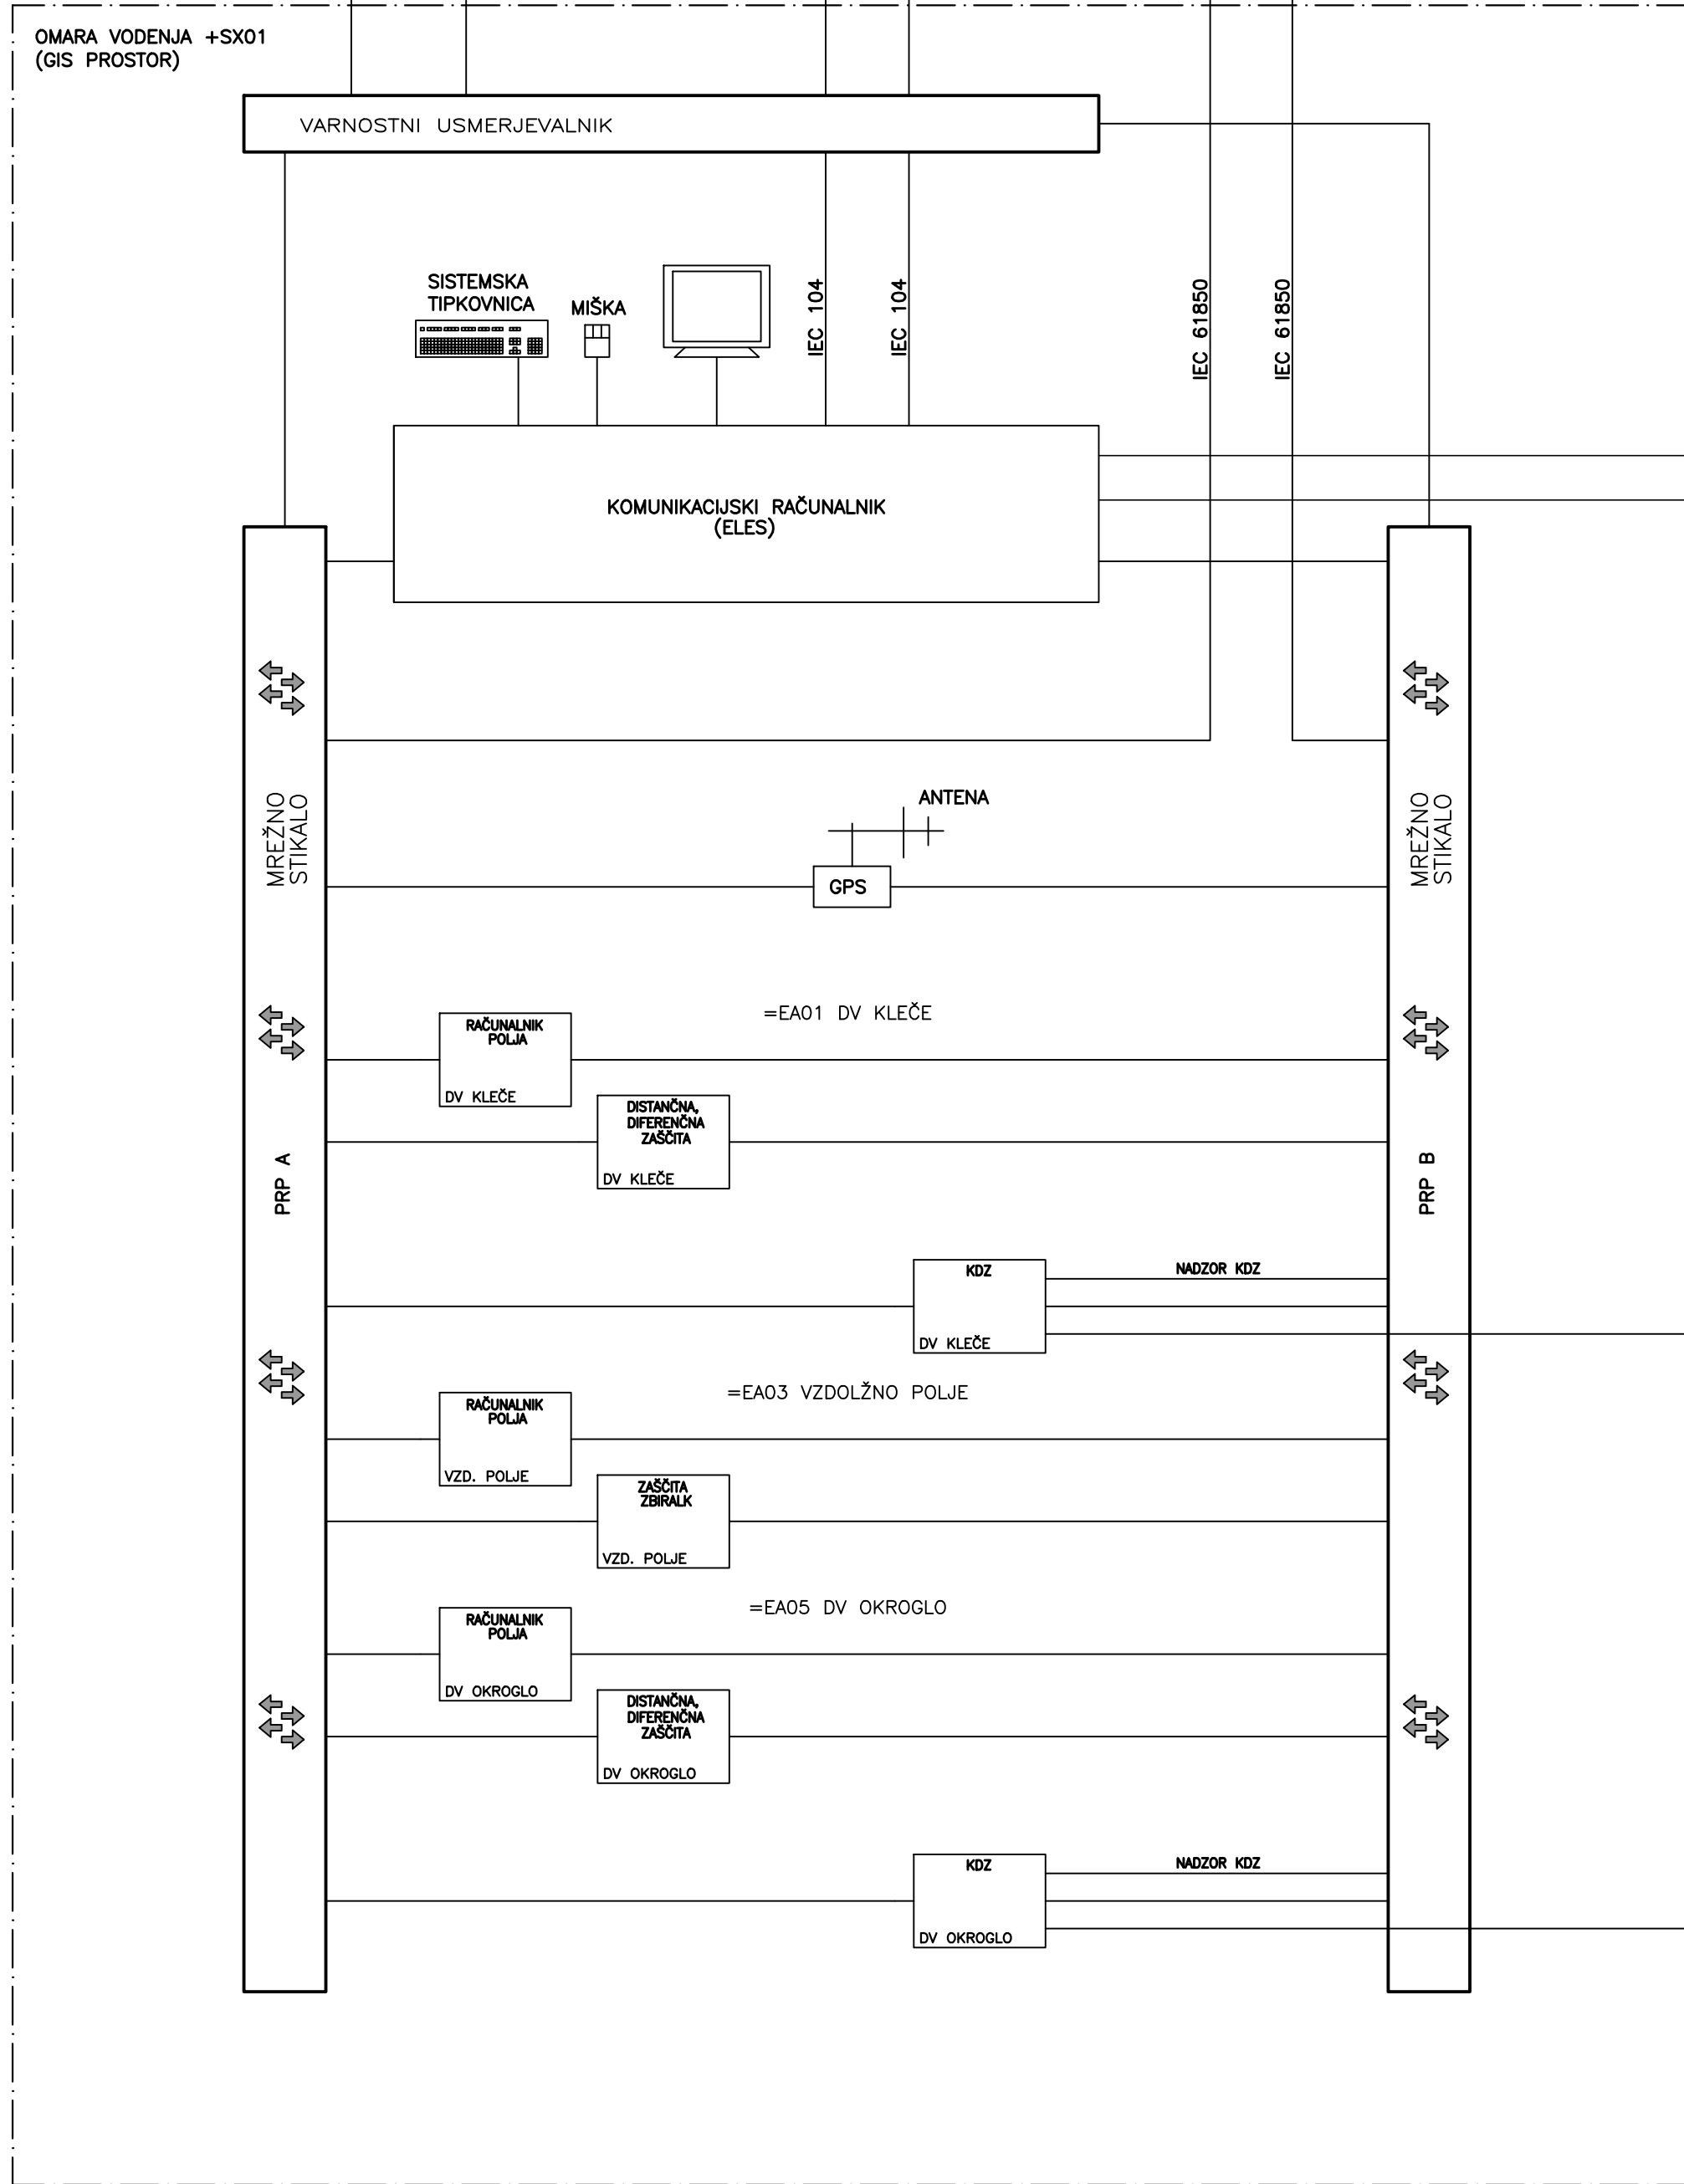 OMARA VODENJA +SX01
(GIS PROSTOR)
VARNOSTNI USMERJEVALNIK
SISTEMSKA
TIPKOVNICA
MIŠKA
IEC 104
IEC 104
IEC 61850
IEC 61850
KOMUNIKACIJSKI RAČUNALNIK
(ELES)
MREŽNO
STIKALO
MREŽNO
STIKALO
ANTENA
GPS
=EA01 DV KLEČE
RAČUNALNIK
POLJA
DV KLEČE
DISTANČNA,
DIFERENČNA
ZAŠČITA
DV KLEČE
PRP A
PRP B
KDZ
DV KLEČE
NADZOR KDZ
=EA03 VZDOLŽNO POLJE
RAČUNALNIK
POLJA
VZD. POLJE
ZAŠČITA
ZBIRALK
VZD. POLJE
=EA05 DV OKROGLO
RAČUNALNIK
POLJA
DV OKROGLO
DISTANČNA,
DIFERENČNA
ZAŠČITA
DV OKROGLO
KDZ
DV OKROGLO
NADZOR KDZ